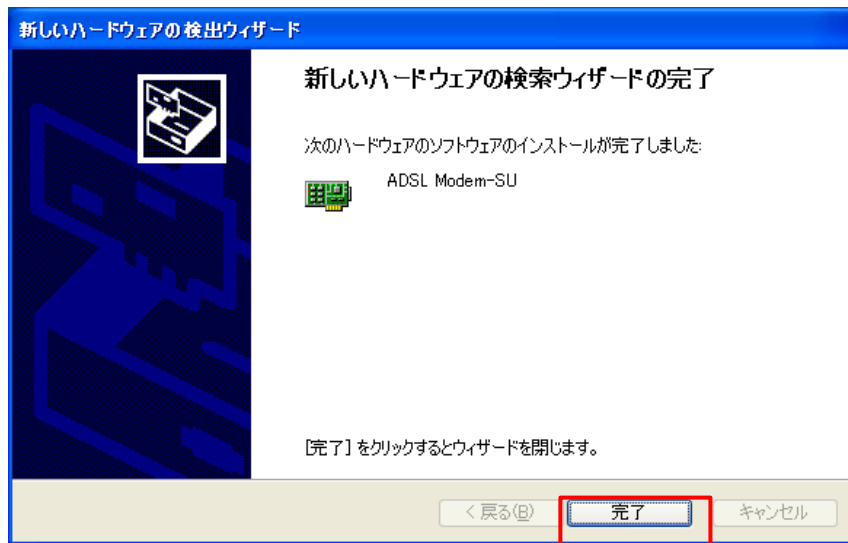 新しいハードウェアの検出ウィザード
新しいハードウェアの検索ウィザードの完了
次のハードウェアのソフトウェアのインストールが完了しました:
ADSL Modem-SU
[完了] をクリックするとウィザードを閉じます。
< 戻る(B) 完了 キャンセル